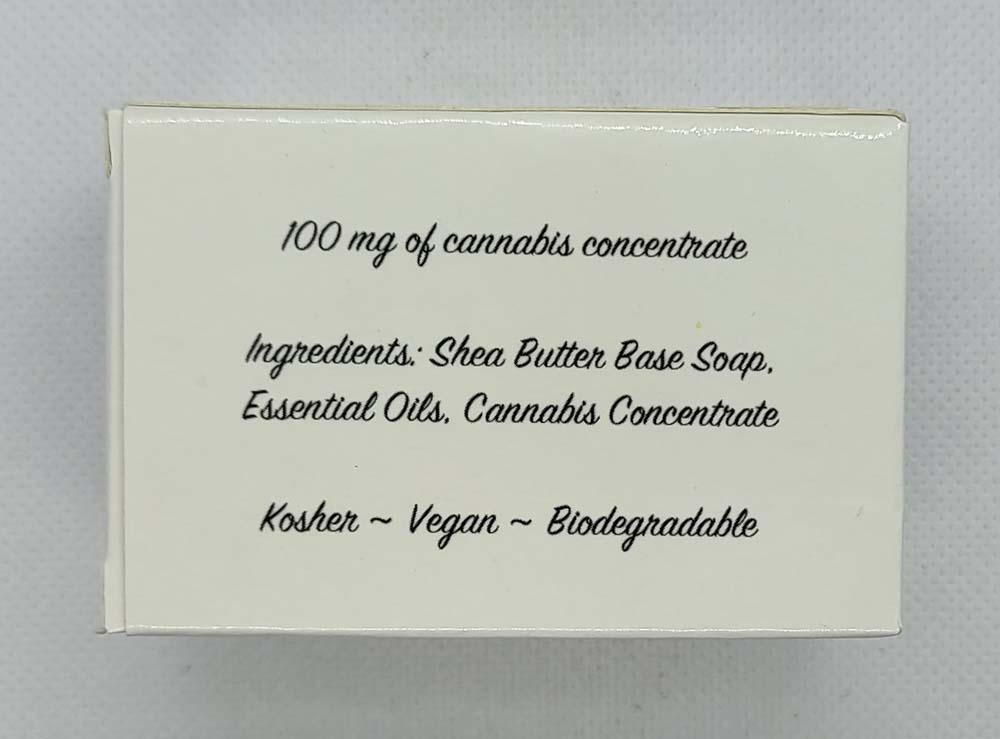 100 mg of cannabis concentrate
Ingredients: Shea Butter Base Soap,
Essential Oils, Cannabis Concentrate
Kosher ~ Vegan ~ Biodegradable